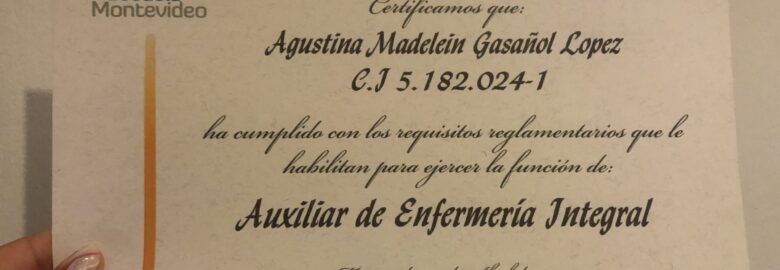 Montevideo
Certificamos que:
Agustina Madelein Gasañol Lopez
C.I 5.182.024-1
ha cumplido con los requisitos reglamentarios que le
habilitan para ejercer la función de:
Auxiliar de Enfermería Integral